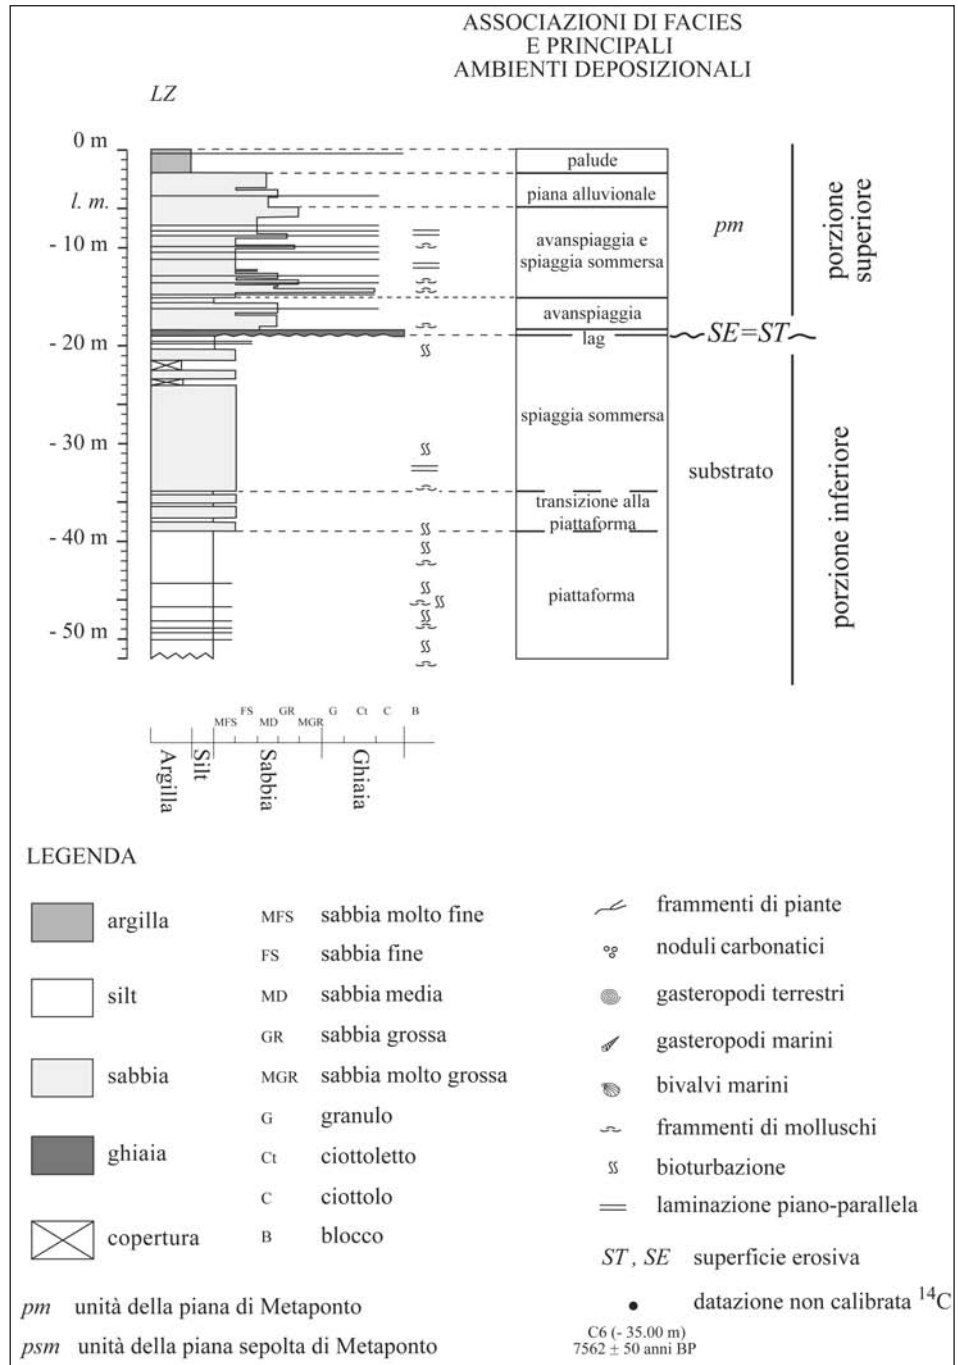 ASSOCIAZIONI DI FACIES
E PRINCIPALI
AMBIENTI DEPOSIZIONALI
LZ
0 m
l. m.
- 10 m
- 20 m
- 30 m
- 40 m
- 50 m
palude
piana alluvionale
avanspiaggia e
spiaggia sommersa
avanspiaggia
lag
spiaggia sommersa
transizione alla
piattaforma
piattaforma
pm
SE=ST
substrato
porzione
superiore
porzione inferiore
MFS
FS
MD
GR
MGR
G
Ct
C
B
Argilla
Silt
Sabbia
Ghiaia
LEGENDA
argilla
silt
sabbia
ghiaia
copertura
MFS sabbia molto fine
FS sabbia fine
MD sabbia media
GR sabbia grossa
MGR sabbia molto grossa
G granulo
Ct ciottoletto
C ciottolo
B blocco
frammenti di piante
noduli carbonatici
gasteropodi terrestri
gasteropodi marini
bivalvi marini
frammenti di molluschi
bioturbazione
laminazione piano-parallela
ST , SE superficie erosiva
datazione non calibrata 14C
C6 (- 35.00 m)
7562 ± 50 anni BP
pm unità della piana di Metaponto
psm unità della piana sepolta di Metaponto